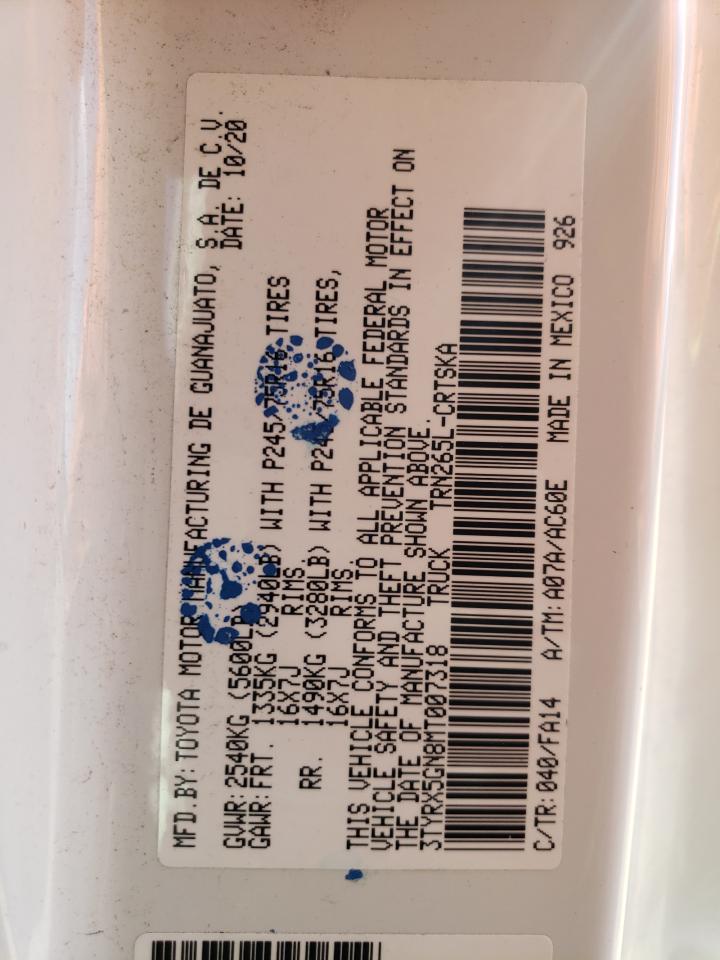 MFD.BY:TOYOTA MOTOR MANUFACTURING DE GUANAJUATO, S.A. DE C.V.
DATE: 10/20
GVWR:2540KG (5600LB)
GAWR:FRT. 1335KG (2940LB) WITH P245/75R16 TIRES
16X7J RIMS.
RR. 1490KG (3280LB) WITH P245/75R16 TIRES,
16X7J RIMS.
THIS VEHICLE CONFORMS TO ALL APPLICABLE FEDERAL MOTOR
VEHICLE SAFETY AND THEFT PREVENTION STANDARDS IN EFFECT ON
THE DATE OF MANUFACTURE SHOWN ABOVE.
3TYRX5GN8MT007318 TRUCK TRN265L-CRTSKA
C/TR:040/FA14 A/TM:A07A/AC60E MADE IN MEXICO 926